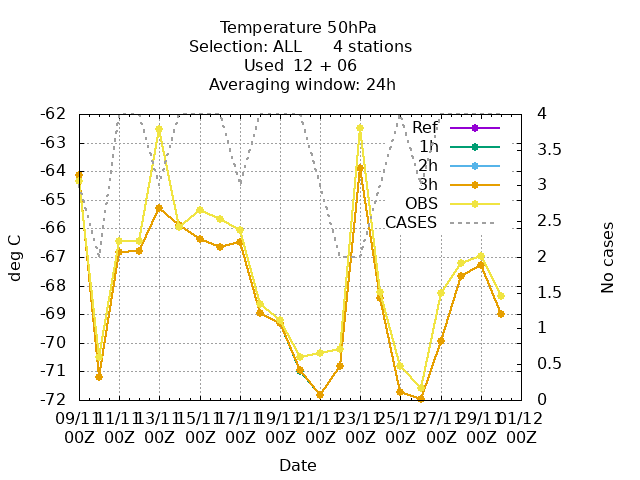 Temperature 50hPa
Selection: ALL      4 stations
Used  12 + 06
Averaging window: 24h
-62
-63
-64
-65
-66
-67
-68
-69
-70
-71
-72
deg C
4
3.5
3
2.5
2
1.5
1
0.5
0
No cases
Ref
1h
2h
3h
OBS
CASES
09/11 11/11 13/11 15/11 17/11 19/11 21/11 23/11 25/11 27/11 29/11 01/12
00Z 00Z 00Z 00Z 00Z 00Z 00Z 00Z 00Z 00Z 00Z 00Z
Date